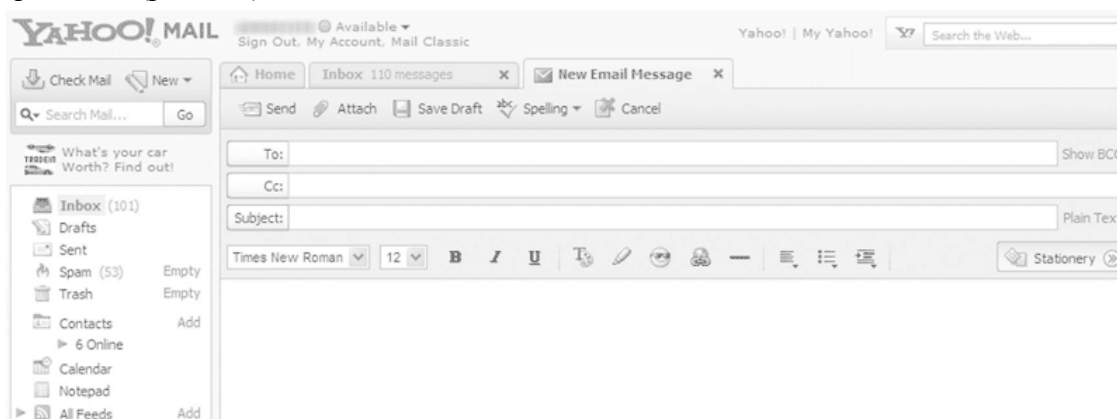 YAHOO! MAIL
Available
Sign Out, My Account, Mail Classic
Yahoo! | My Yahoo!
Y! Search the Web...
Check Mail New
Home Inbox 110 messages x New Email Message x
Search Mail... Go
Send Attach Save Draft Spelling Cancel
TRADEIN What's your car
Worth? Find out!
To: Show BCC
Cc:
Subject: Plain Tex
Inbox (101)
Drafts
Sent
Spam (53) Empty
Trash Empty
Times New Roman 12 B I U T Stationery
Contacts Add
6 Online
Calendar
Notepad
All Feeds Add